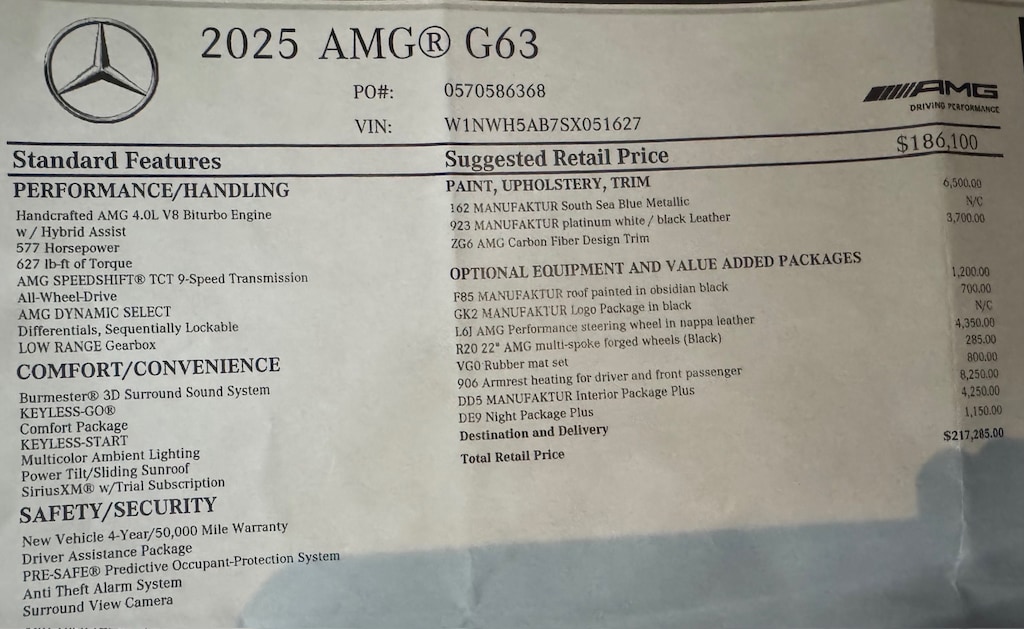 2025 AMG® G63
PO#: 0570586368
VIN: W1NWH5AB7SX051627
AMG
DRIVING PERFORMANCE
Standard Features
PERFORMANCE/HANDLING
Handcrafted AMG 4.0L V8 Biturbo Engine
w/ Hybrid Assist
577 Horsepower
627 lb-ft of Torque
AMG SPEEDSHIFT® TCT 9-Speed Transmission
All-Wheel-Drive
AMG DYNAMIC SELECT
Differentials, Sequentially Lockable
LOW RANGE Gearbox
COMFORT/CONVENIENCE
Burmester® 3D Surround Sound System
KEYLESS-GO®
Comfort Package
KEYLESS-START
Multicolor Ambient Lighting
Power Tilt/Sliding Sunroof
SiriusXM® w/Trial Subscription
SAFETY/SECURITY
New Vehicle 4-Year/50,000 Mile Warranty
Driver Assistance Package
PRE-SAFE® Predictive Occupant-Protection System
Anti Theft Alarm System
Surround View Camera
Suggested Retail Price $186,100
PAINT, UPHOLSTERY, TRIM
162 MANUFAKTUR South Sea Blue Metallic 6,500.00
923 MANUFAKTUR platinum white / black Leather N/C
ZG6 AMG Carbon Fiber Design Trim 3,700.00
OPTIONAL EQUIPMENT AND VALUE ADDED PACKAGES
F85 MANUFAKTUR roof painted in obsidian black 1,200.00
GK2 MANUFAKTUR Logo Package in black 700.00
L6J AMG Performance steering wheel in nappa leather N/C
R20 22" AMG multi-spoke forged wheels (Black) 4,350.00
VG0 Rubber mat set 285.00
906 Armrest heating for driver and front passenger 800.00
DD5 MANUFAKTUR Interior Package Plus 8,250.00
DE9 Night Package Plus 4,250.00
Destination and Delivery 1,150.00
Total Retail Price $217,285.00